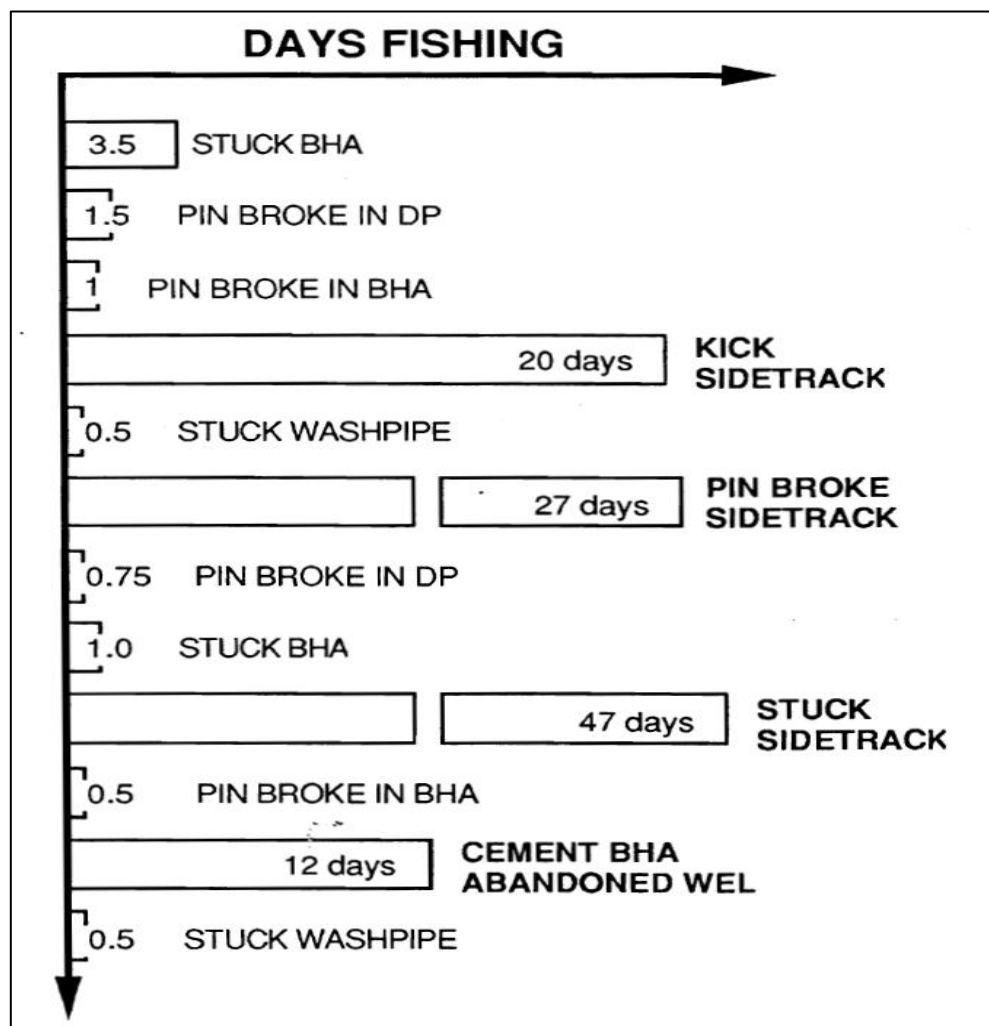 DAYS FISHING
3.5 STUCK BHA
1.5 PIN BROKE IN DP
1 PIN BROKE IN BHA
20 days KICK
SIDETRACK
0.5 STUCK WASHPIPE
27 days PIN BROKE
SIDETRACK
0.75 PIN BROKE IN DP
1.0 STUCK BHA
47 days STUCK
SIDETRACK
0.5 PIN BROKE IN BHA
12 days CEMENT BHA
ABANDONED WEL
0.5 STUCK WASHPIPE